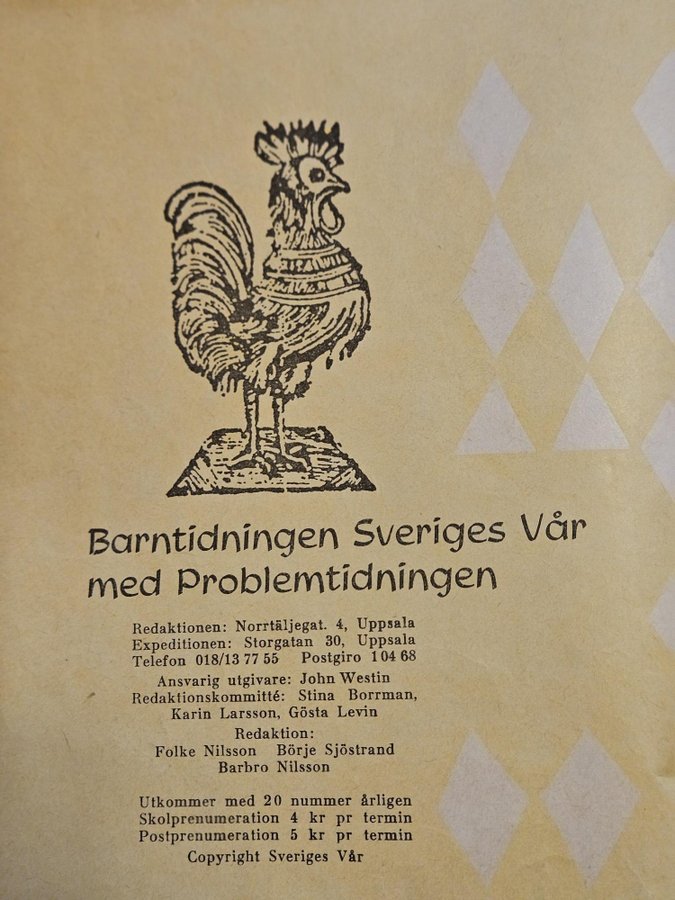 Barntidningen Sveriges Vår
med Problemtidningen
Redaktionen: Norrtäljegat. 4, Uppsala
Expeditionen: Storgatan 30, Uppsala
Telefon 018/13 77 55 Postgiro 1 04 68
Ansvarig utgivare: John Westin
Redaktionskommitté: Stina Borrman,
Karin Larsson, Gösta Levin
Redaktion:
Folke Nilsson Börje Sjöstrand
Barbro Nilsson
Utkommer med 20 nummer årligen
Skolprenumeration 4 kr pr termin
Postprenumeration 5 kr pr termin
Copyright Sveriges Vår